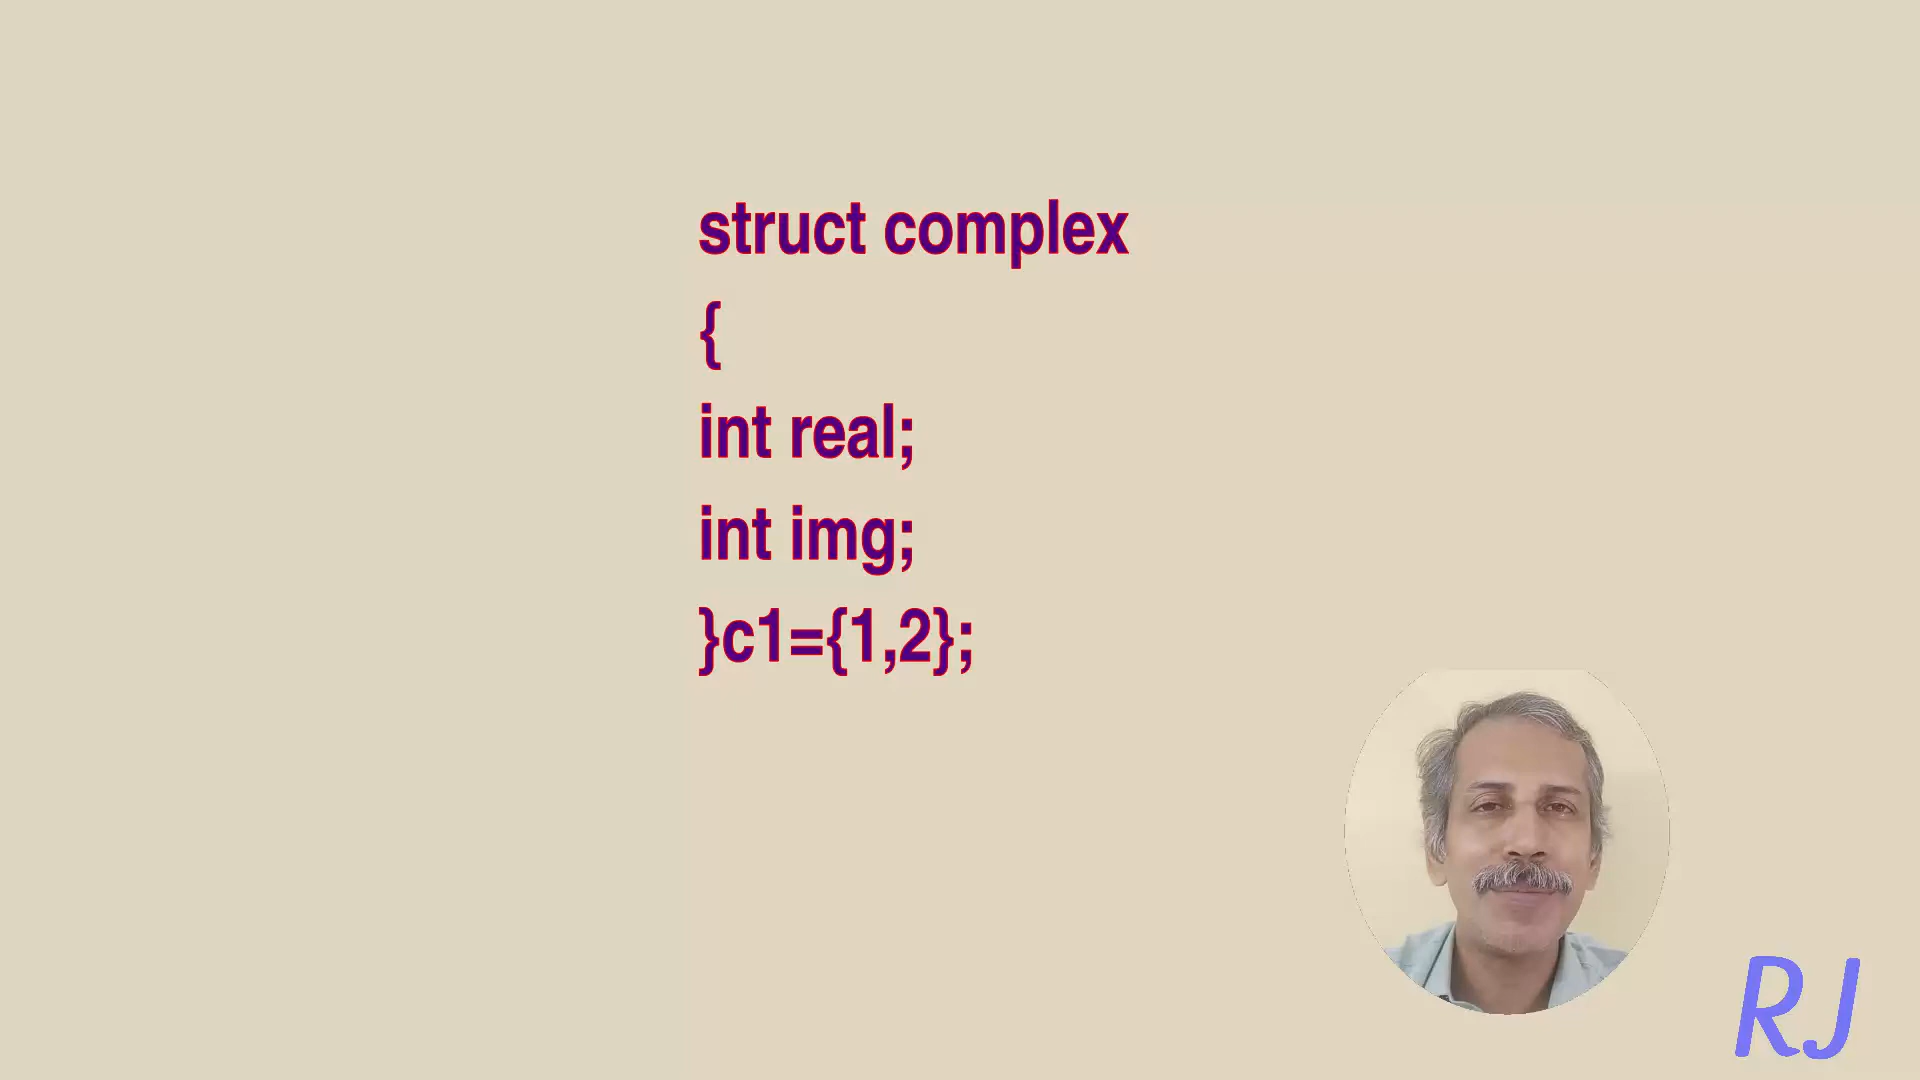 struct complex
{
int real;
int img;
}c1={1,2};
RJ